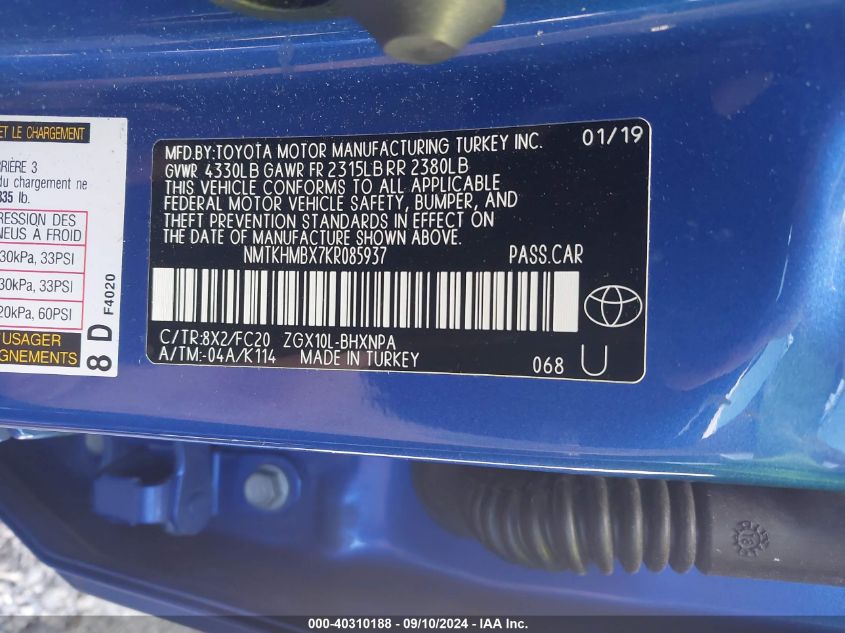 ET LE CHARGEMENT
RIÈRE 3
du chargement ne
835 lb.
RESSION DES
NEUS À FROID
30kPa, 33PSI
30kPa, 33PSI
20kPa, 60PSI
USAGER
GNEMENTS
8 D F4020
MFD.BY:TOYOTA MOTOR MANUFACTURING TURKEY INC. 01/19
GVWR 4330LB GAWR FR 2315LB RR 2380LB
THIS VEHICLE CONFORMS TO ALL APPLICABLE
FEDERAL MOTOR VEHICLE SAFETY, BUMPER, AND
THEFT PREVENTION STANDARDS IN EFFECT ON
THE DATE OF MANUFACTURE SHOWN ABOVE.
NMTKHMBX7KR085937 PASS.CAR
C/TR:8X2/FC20 ZGX10L-BHXNPA
A/TM:-04A/K114 MADE IN TURKEY 068 U
000-40310188 - 09/10/2024 - IAA Inc.